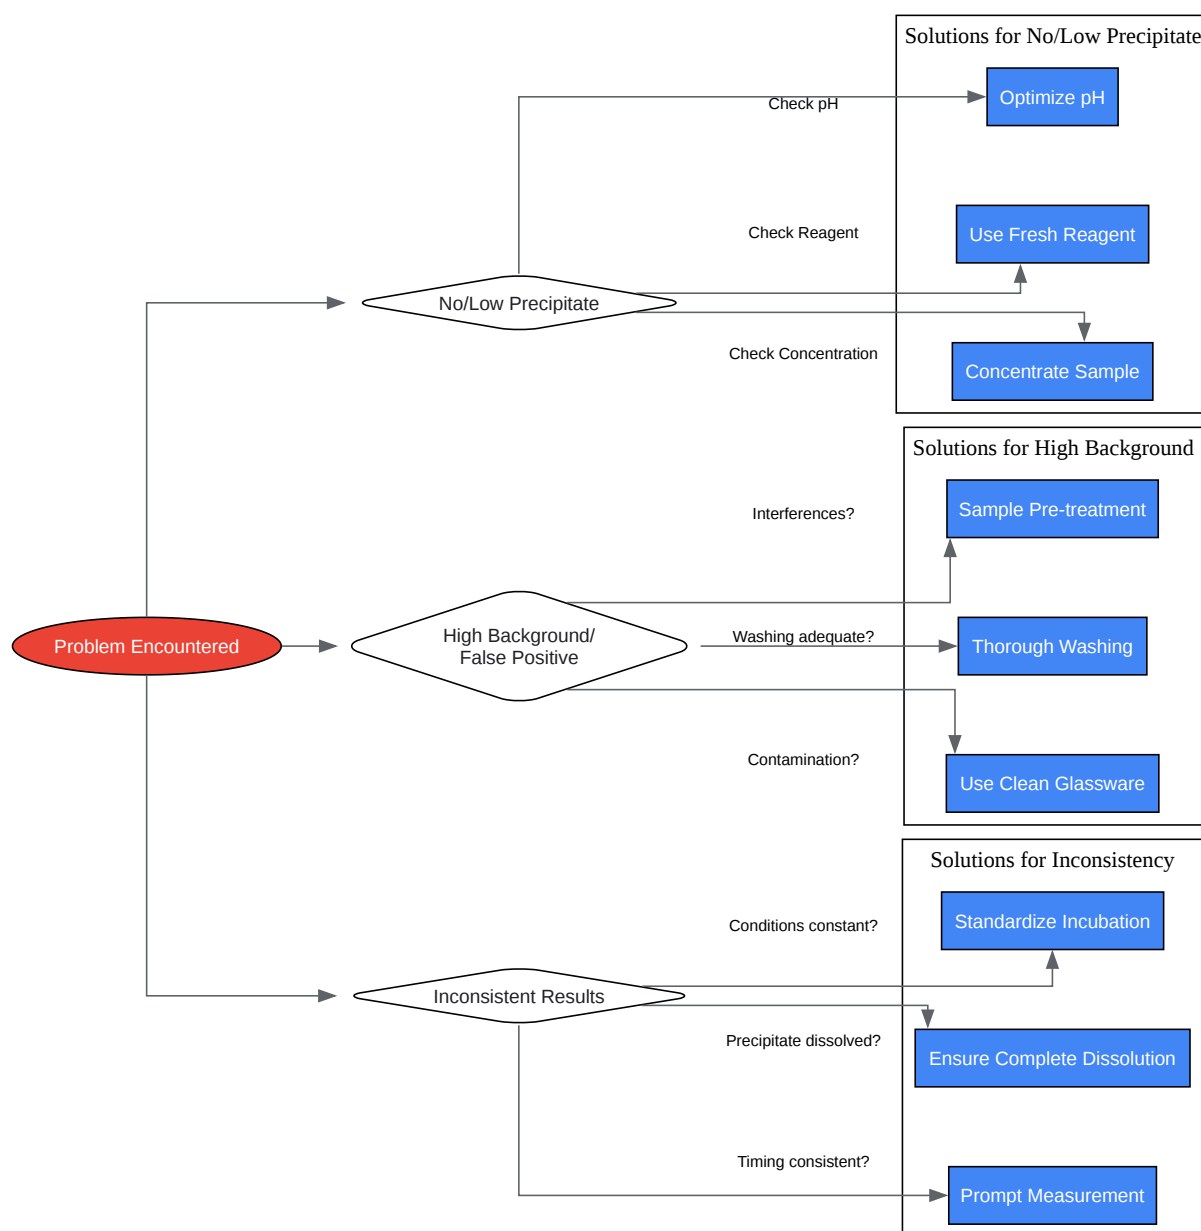 Solutions for No/Low Precipitate
Check pH
Optimize pH
Check Reagent
Use Fresh Reagent
No/Low Precipitate
Check Concentration
Concentrate Sample
Solutions for High Background
Interferences?
Sample Pre-treatment
Problem Encountered
High Background/
False Positive
Washing adequate?
Thorough Washing
Contamination?
Use Clean Glassware
Solutions for Inconsistency
Conditions constant?
Standardize Incubation
Inconsistent Results
Precipitate dissolved?
Ensure Complete Dissolution
Timing consistent?
Prompt Measurement